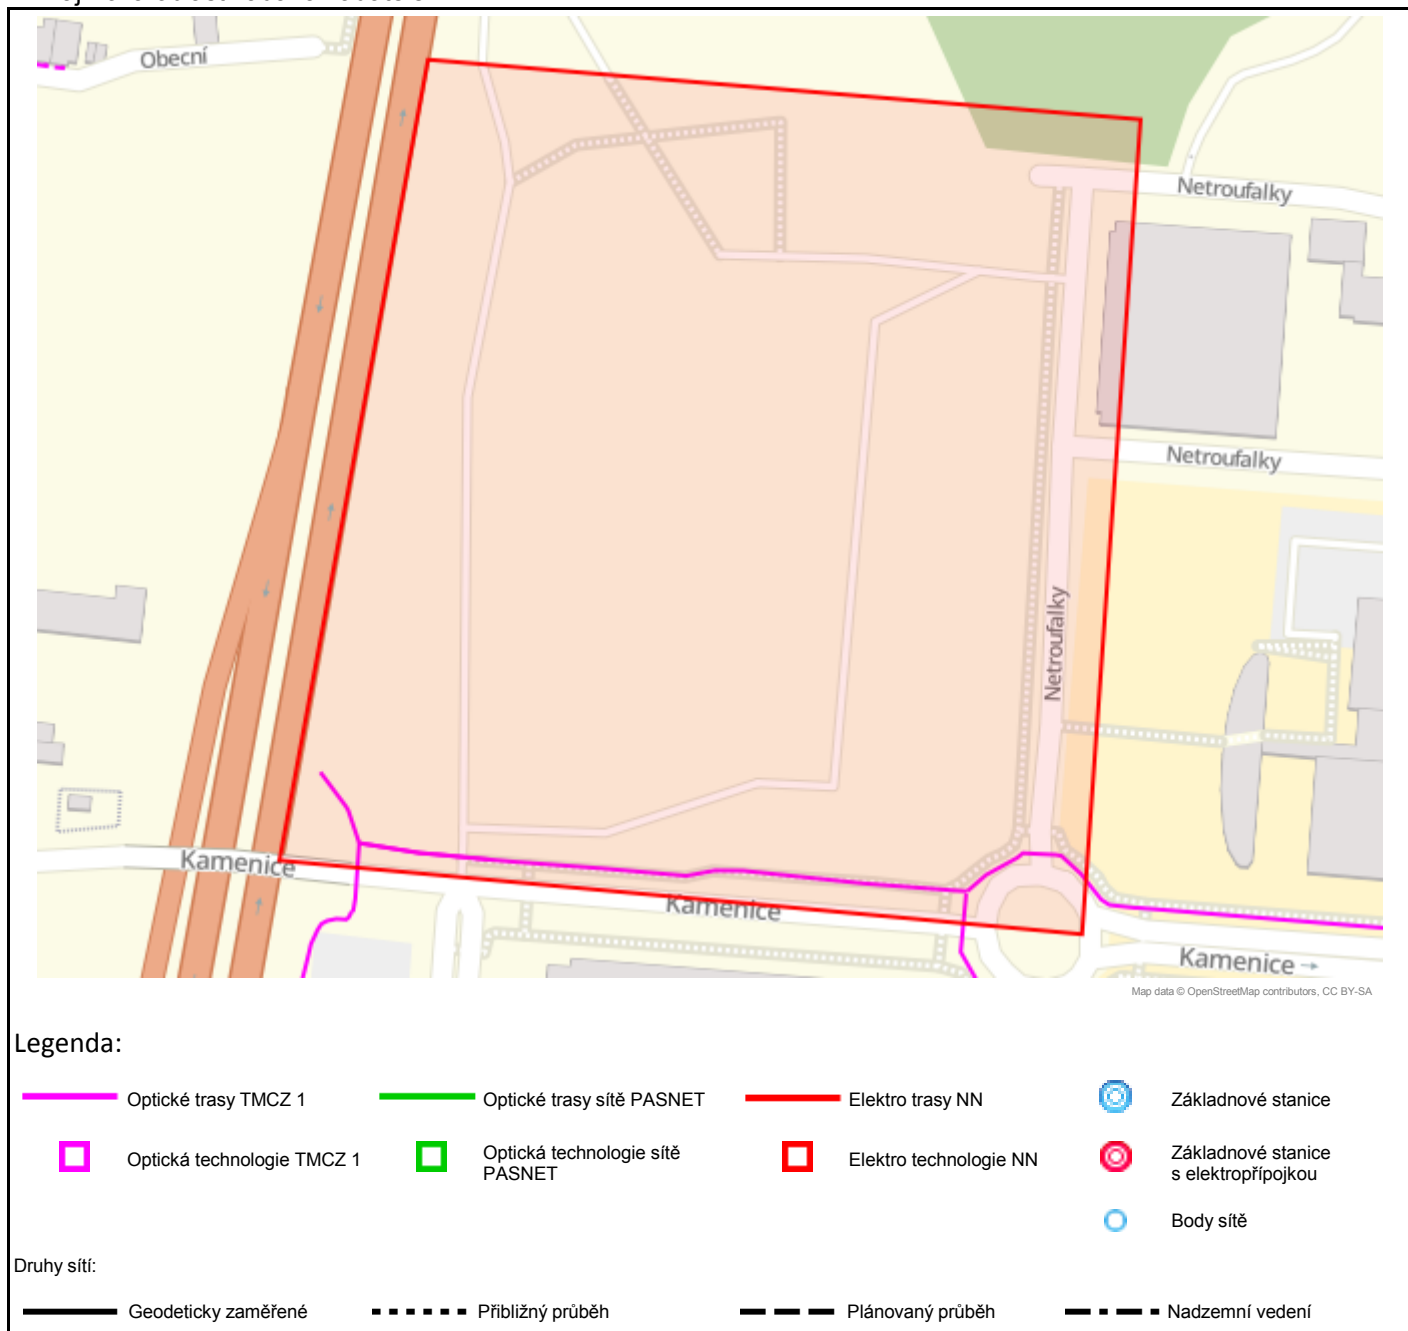 Obecní
Netroufalky
Netroufalky
Netroufalky
Kamenice
Kamenice
Kamenice
Map data © OpenStreetMap contributors, CC BY-SA
Legenda:
Optické trasy TMCZ 1
Optické trasy sítě PASNET
Elektro trasy NN
Základnové stanice
Optická technologie TMCZ 1
Optická technologie sítě
PASNET
Elektro technologie NN
Základnové stanice
s elektropřípojkou
Body sítě
Druhy sítí:
Geodeticky zaměřené
Přibližný průběh
Plánovaný průběh
Nadzemní vedení